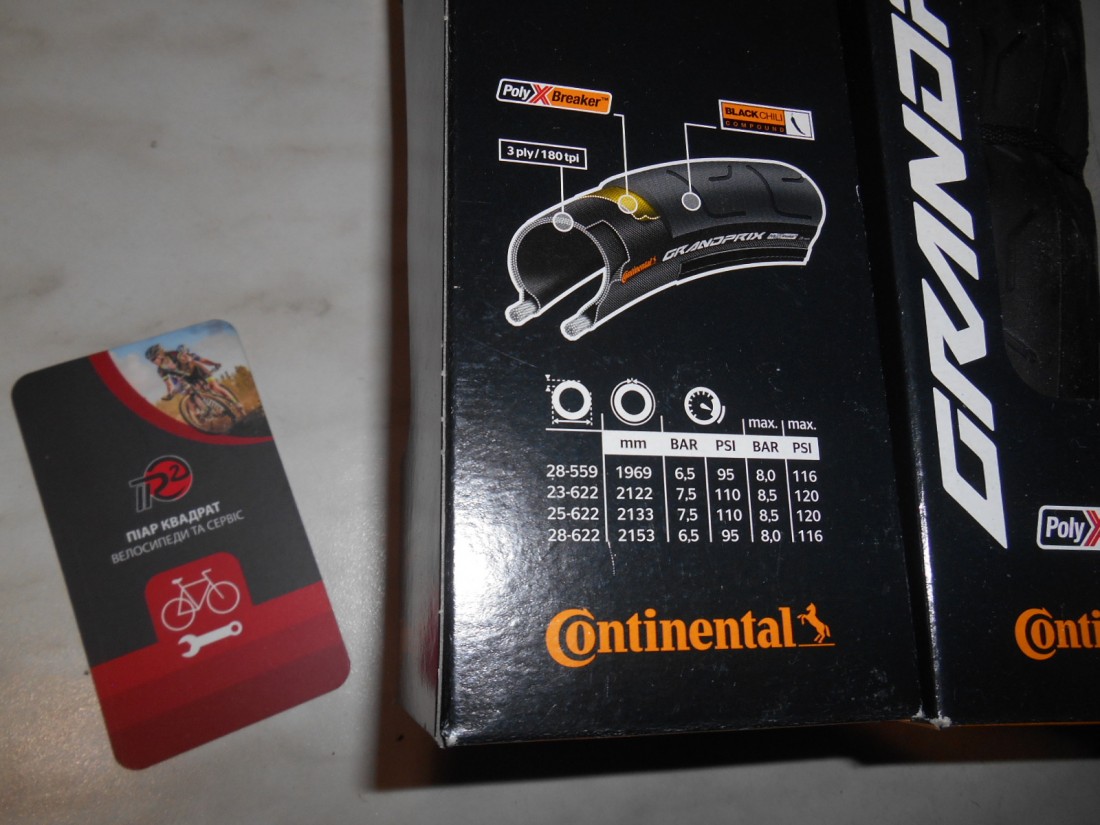 TR2
ПІАР КВАДРАТ
ВЕЛОСИПЕДИ ТА СЕРВІС
Poly X Breaker™
BLACKCHILI
COMPOUND
3 ply / 180 tpi
GRANDPRIX
Continental
max. max.
mm BAR PSI BAR PSI
28-559 1969 6,5 95 8,0 116
23-622 2122 7,5 110 8,5 120
25-622 2133 7,5 110 8,5 120
28-622 2153 6,5 95 8,0 116
Continental
GRANDP
Poly X
Conti